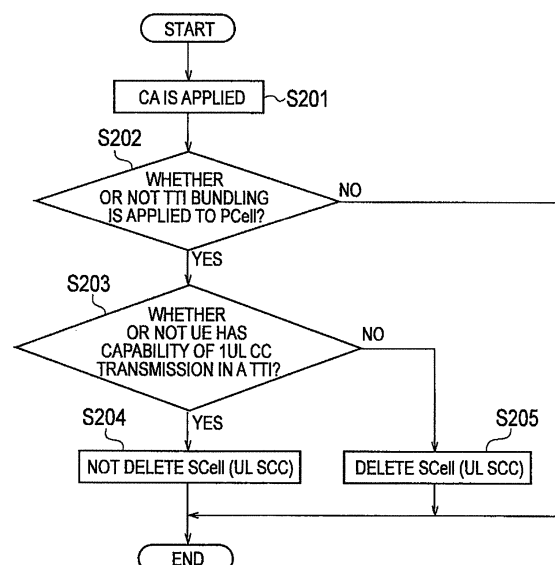 START
CA IS APPLIED
S201
S202
WHETHER
OR NOT TTI BUNDLING
IS APPLIED TO PCell?
NO
YES
S203
WHETHER
OR NOT UE HAS
CAPABILITY OF 1UL CC
TRANSMISSION IN A TTI?
NO
YES
S204
NOT DELETE SCell (UL SCC)
S205
DELETE SCell (UL SCC)
END